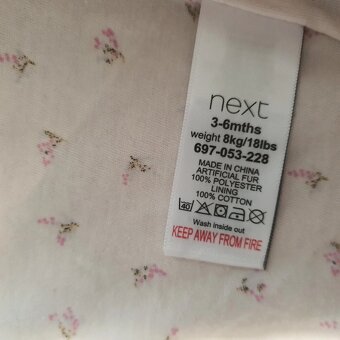 next
3-6mths
weight 8kg/18lbs
697-053-228
MADE IN CHINA
ARTIFICIAL FUR
100% POLYESTER
LINING
100% COTTON
40
Wash inside out
KEEP AWAY FROM FIRE